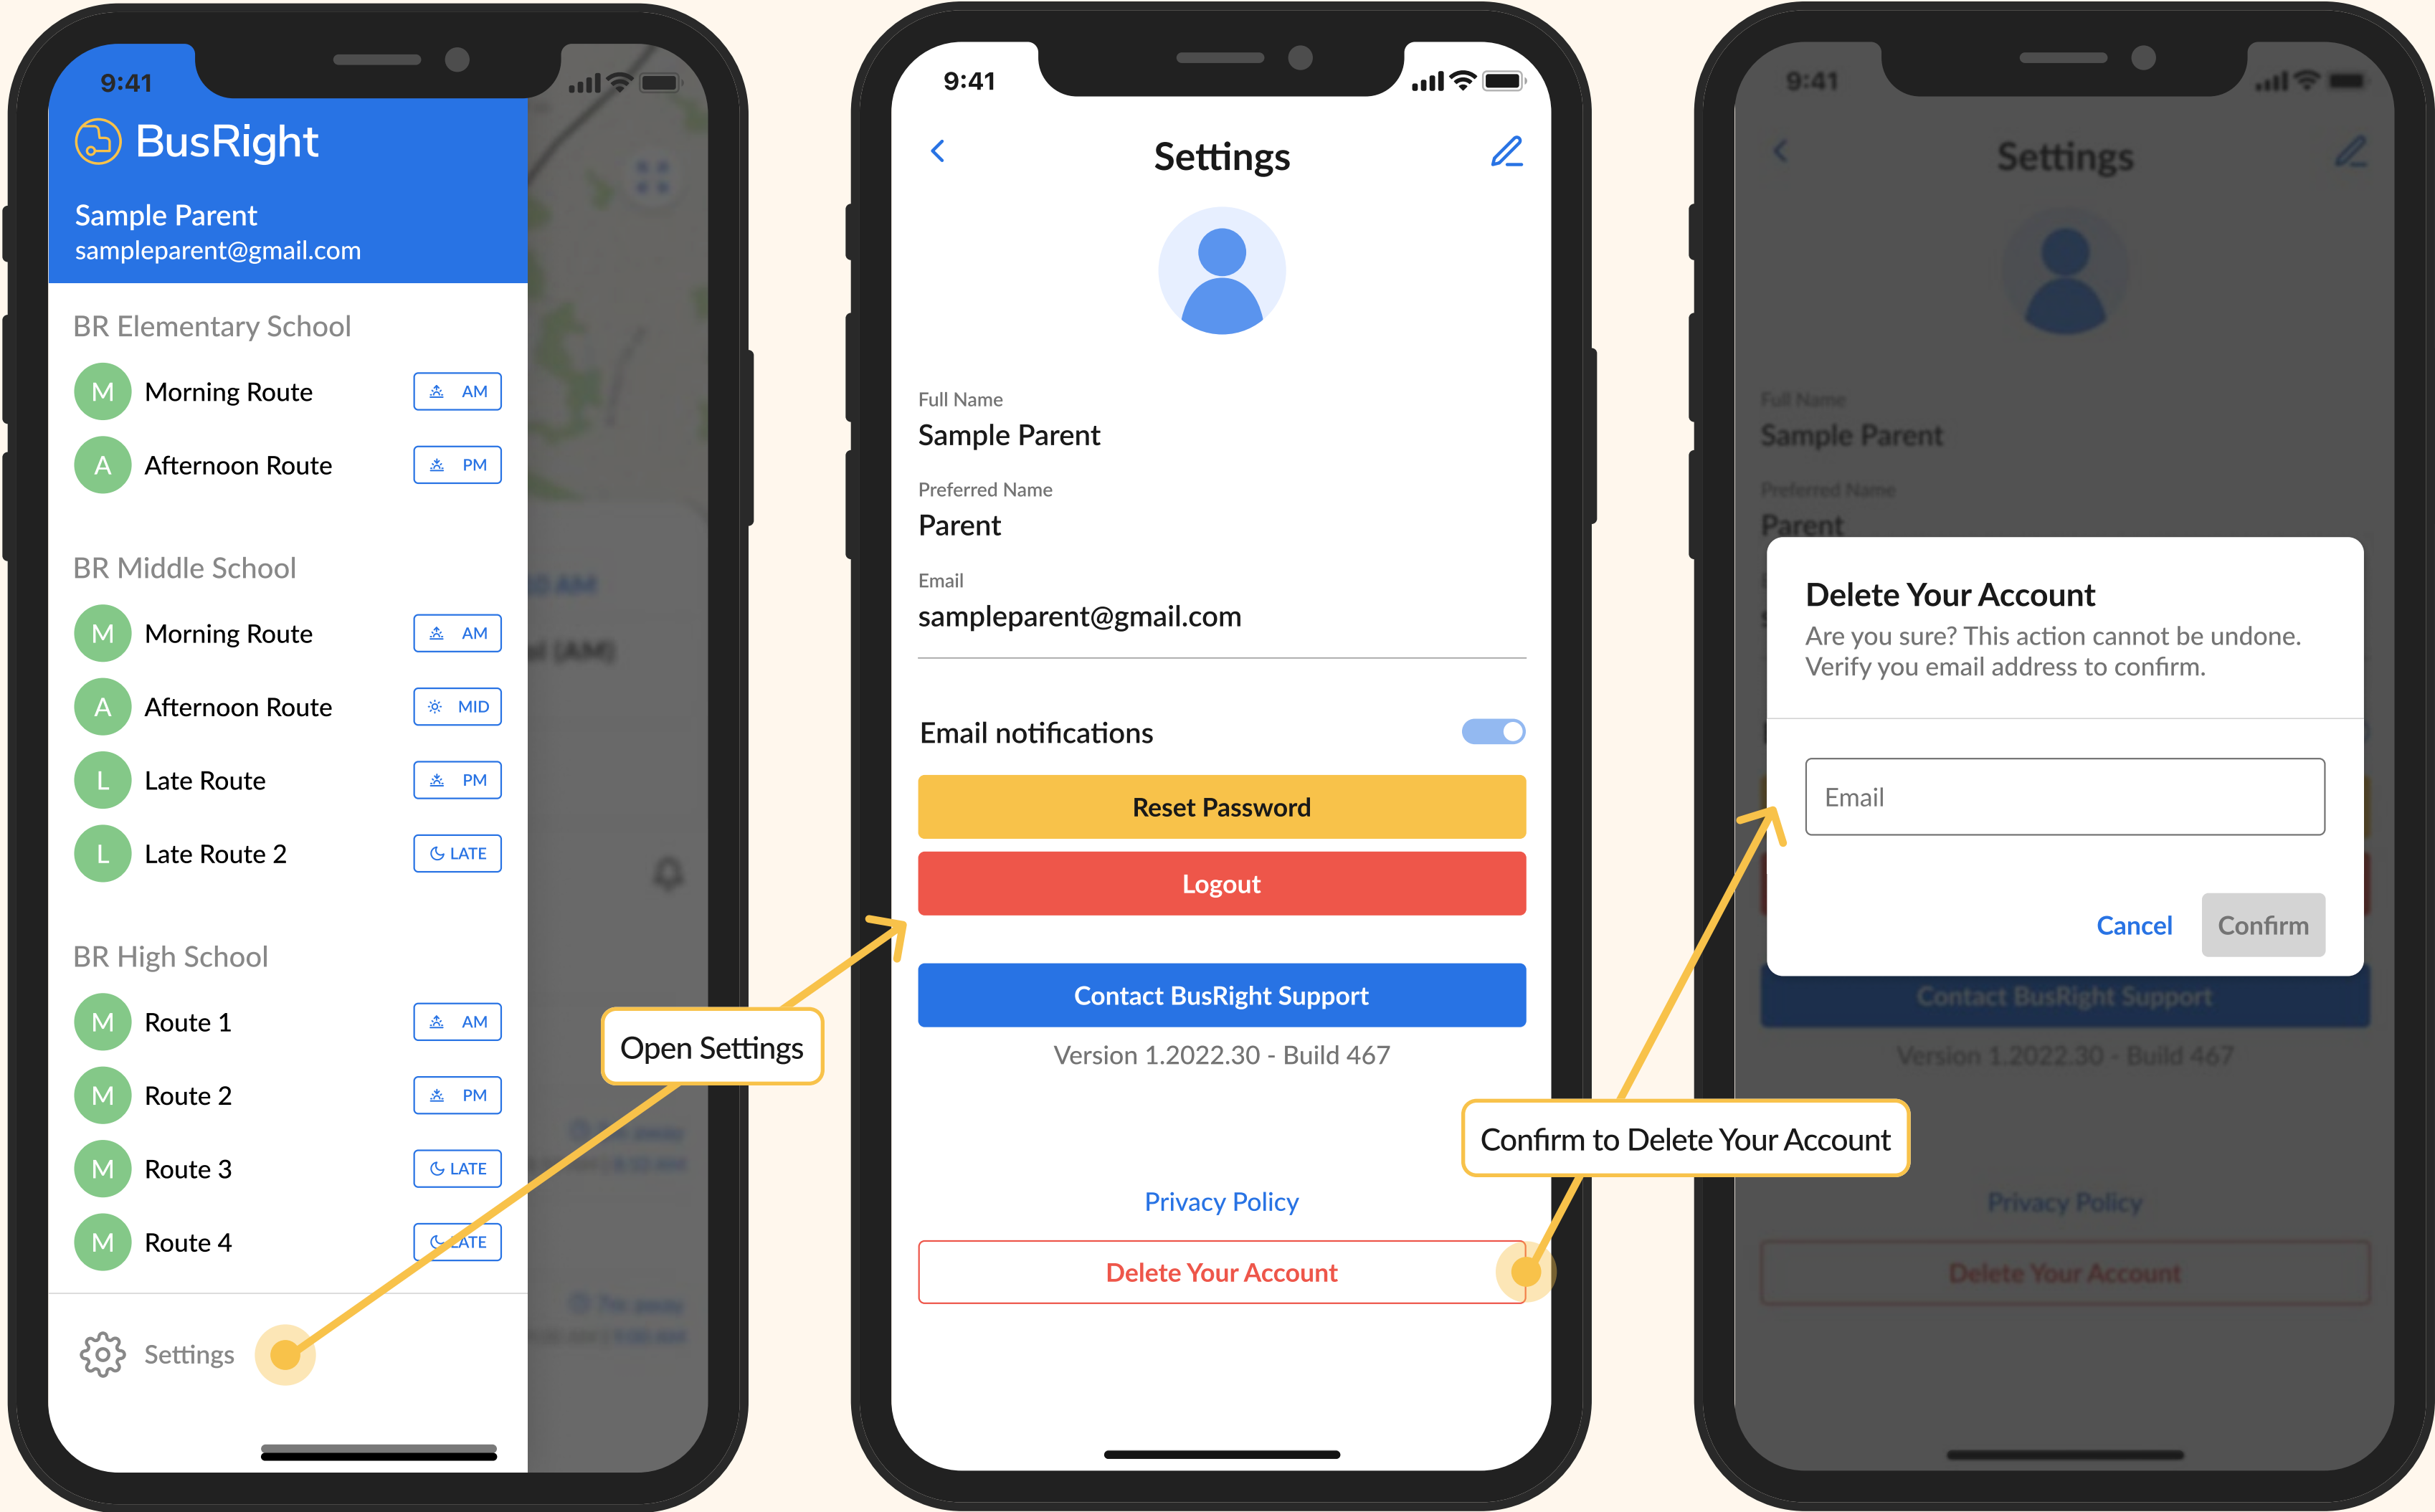 9:41
BusRight
Sample Parent
sampleparent@gmail.com
BR Elementary School
M Morning Route AM
A Afternoon Route PM
BR Middle School
M Morning Route AM
A Afternoon Route MID
L Late Route PM
L Late Route 2 LATE
BR High School
M Route 1 AM
M Route 2 PM
M Route 3 LATE
M Route 4 LATE
Settings
AM
(AM)
away
7m away
Open Settings
9:41
Settings
Full Name
Sample Parent
Preferred Name
Parent
Email
sampleparent@gmail.com
Email notifications
Reset Password
Logout
Contact BusRight Support
Version 1.2022.30 - Build 467
Privacy Policy
Delete Your Account
Confirm to Delete Your Account
9:41
Settings
Full Name
Sample Parent
Preferred Name
Parent
Delete Your Account
Are you sure? This action cannot be undone.
Verify you email address to confirm.
Email
Cancel Confirm
Contact BusRight Support
Version 1.2022.30 - Build 467
Privacy Policy
Delete Your Account